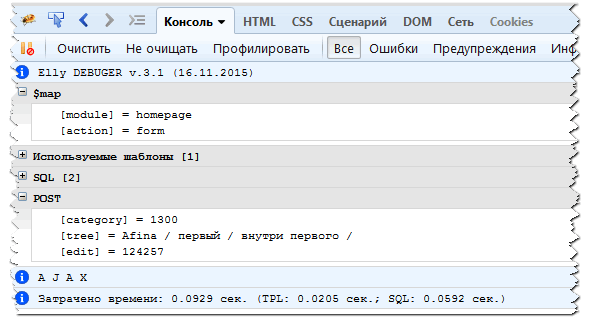 Консоль HTML CSS Сценарий DOM Сеть Cookies
Очистить Не очищать Профилировать Все Ошибки Предупреждения Инф
Elly DEBUGER v.3.1 (16.11.2015)
$map
[module] = homepage
[action] = form
Используемые шаблоны [1]
SQL [2]
POST
[category] = 1300
[tree] = Afina / первый / внутри первого /
[edit] = 124257
A J A X
Затрачено времени: 0.0929 сек. (TPL: 0.0205 сек.; SQL: 0.0592 сек.)